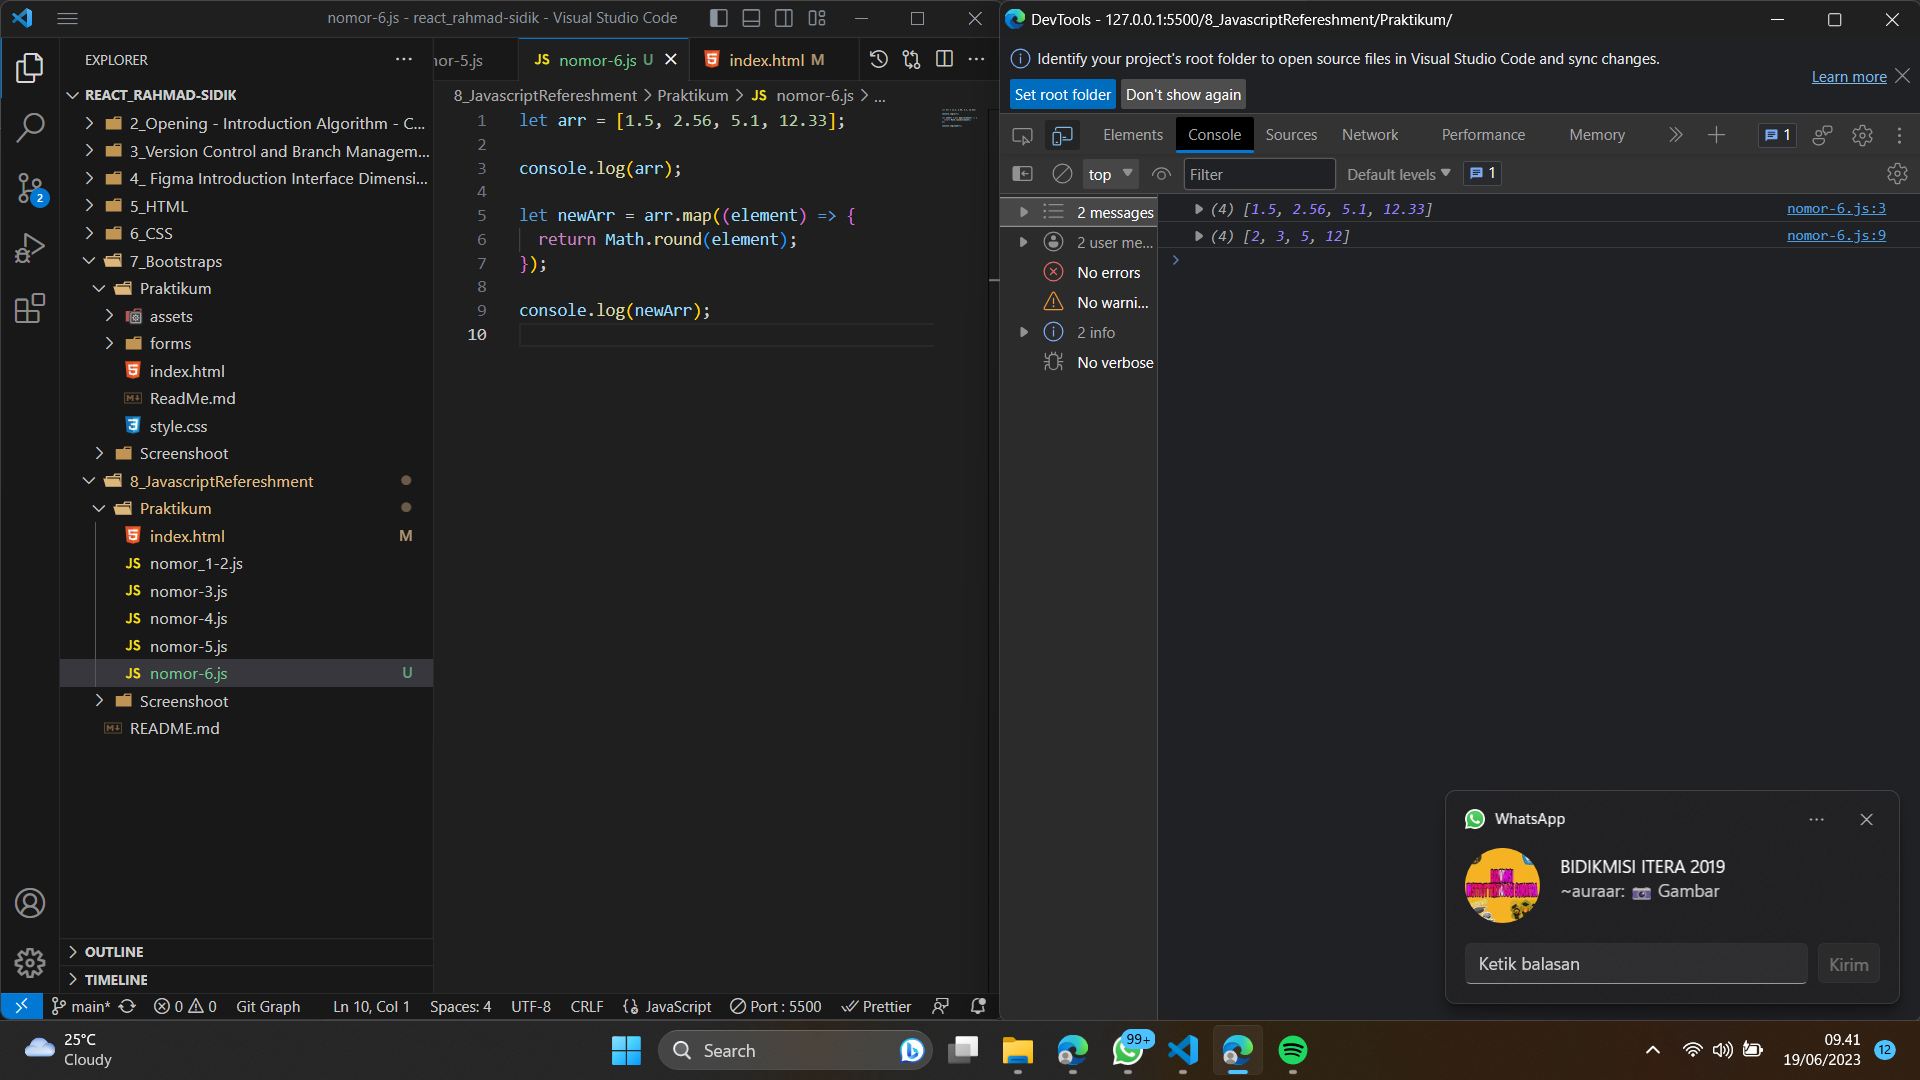 nomor-6.js - react_rahmad-sidik - Visual Studio Code
EXPLORER
REACT_RAHMAD-SIDIK
2_Opening - Introduction Algorithm - C...
3_Version Control and Branch Managem...
4_ Figma Introduction Interface Dimensi...
5_HTML
6_CSS
7_Bootstraps
Praktikum
assets
forms
index.html
ReadMe.md
style.css
Screenshoot
8_JavascriptRefereshment
Praktikum
index.html M
JS nomor_1-2.js
JS nomor-3.js
JS nomor-4.js
JS nomor-5.js
JS nomor-6.js U
Screenshoot
README.md
OUTLINE
TIMELINE
2
nor-5.js
JS nomor-6.js U
index.html M
8_JavascriptRefereshment > Praktikum > JS nomor-6.js > ...
1 let arr = [1.5, 2.56, 5.1, 12.33];
2
3 console.log(arr);
4
5 let newArr = arr.map((element) => {
6 return Math.round(element);
7 });
8
9 console.log(newArr);
10
main* 0 0 Git Graph Ln 10, Col 1 Spaces: 4 UTF-8 CRLF {} JavaScript Port : 5500 Prettier
DevTools - 127.0.0.1:5500/8_JavascriptRefereshment/Praktikum/
Identify your project's root folder to open source files in Visual Studio Code and sync changes.
Learn more
Set root folder Don't show again
Elements Console Sources Network Performance Memory 1
top Filter Default levels 1
2 messages
2 user me...
No errors
No warni...
2 info
No verbose
(4) [1.5, 2.56, 5.1, 12.33] nomor-6.js:3
(4) [2, 3, 5, 12] nomor-6.js:9
WhatsApp
BIDIKMISI ITERA 2019
~auraar: Gambar
Ketik balasan Kirim
25°C
Cloudy
Search
99+
09.41
19/06/2023
12